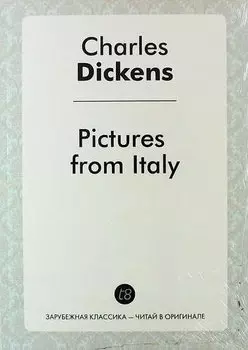 Charles
Dickens
Pictures
from Italy
t8
ЗАРУБЕЖНАЯ КЛАССИКА — ЧИТАЙ В ОРИГИНАЛЕ